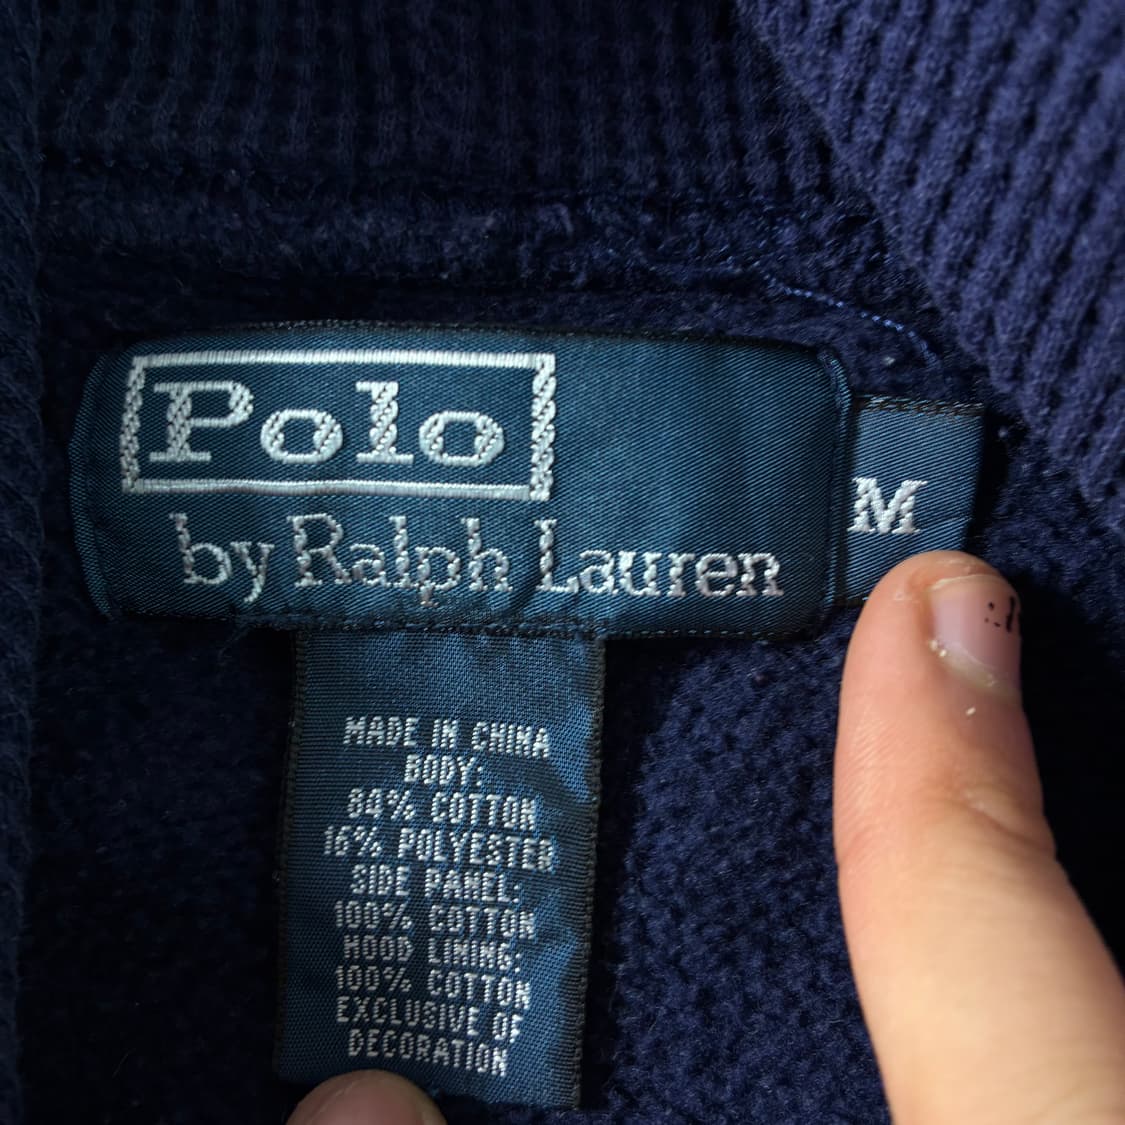 Polo
by Ralph Lauren
M
MADE IN CHINA
BODY:
84% COTTON
16% POLYESTER
SIDE PANEL:
100% COTTON
HOOD LINING:
100% COTTON
EXCLUSIVE OF
DECORATION